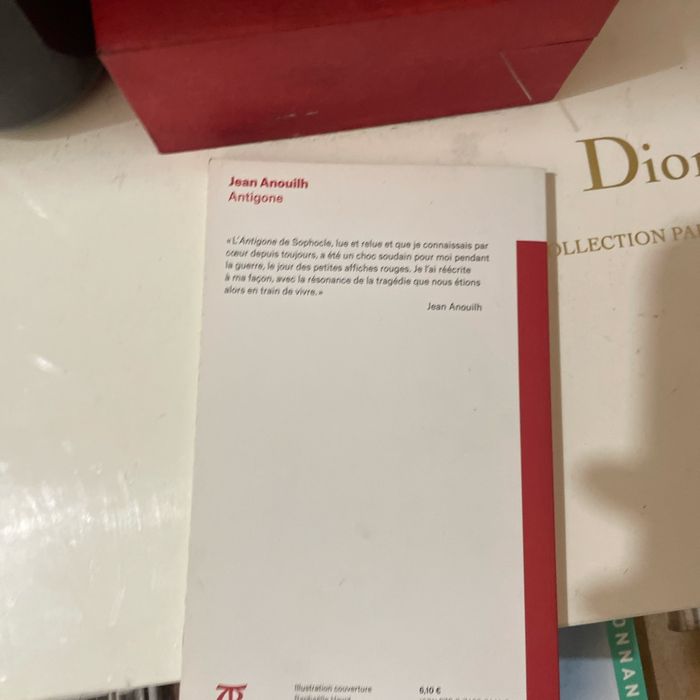 Jean Anouilh
Antigone
« L'Antigone de Sophocle, lue et relue et que je connaissais par
cœur depuis toujours, a été un choc soudain pour moi pendant
la guerre, le jour des petites affiches rouges. Je l'ai réécrite
à ma façon, avec la résonance de la tragédie que nous étions
alors en train de vivre. »
Jean Anouilh
Illustration couverture
6,10 €
Dior
OLLECTION PA
ONNAN